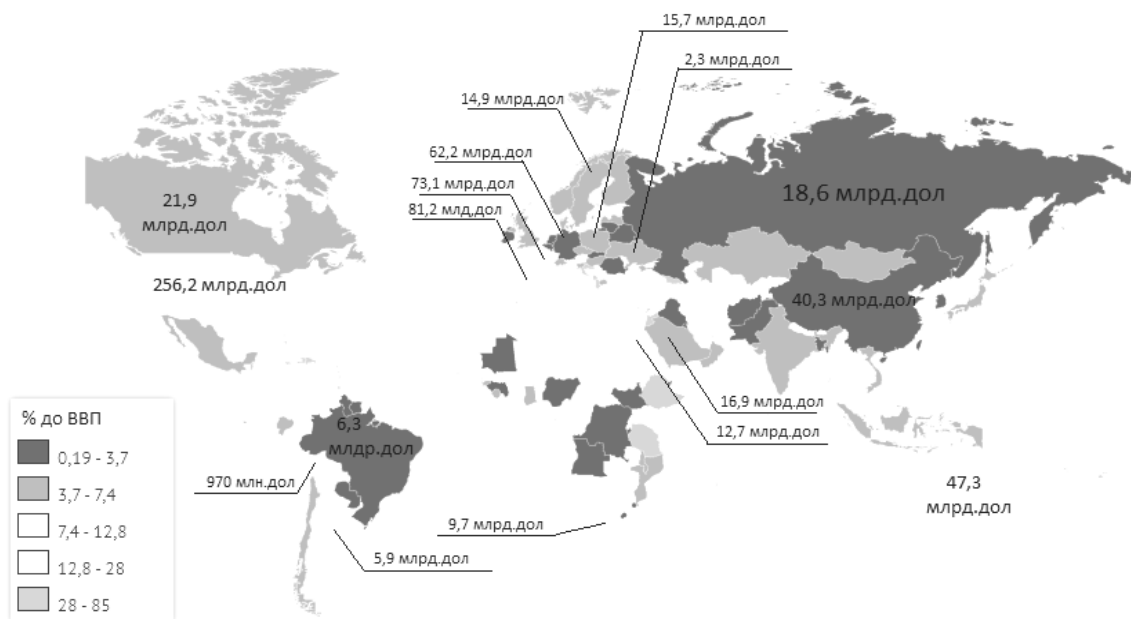 15,7 млрд.дол
2,3 млрд.дол
14,9 млрд.дол
62,2 млрд.дол
73,1 млрд.дол
81,2 млд,дол
21,9
млрд.дол
18,6 млрд.дол
256,2 млрд.дол
40,3 млрд.дол
16,9 млрд.дол
12,7 млрд.дол
6,3
млдр.дол
970 млн.дол
47,3
млрд.дол
9,7 млрд.дол
5,9 млрд.дол
% до ВВП
0,19 - 3,7
3,7 - 7,4
7,4 - 12,8
12,8 - 28
28 - 85